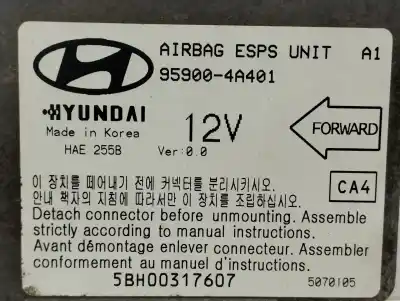 AIRBAG ESPS UNIT A1
95900-4A401
HYUNDAI
Made in Korea
HAE 255B
12V
Ver:0.0
FORWARD
이 장치를 떼어내기 전에 커넥터를 분리시키시오.
안내 책자의 지침에 따라서만 이 장치를 조립하십시오.
CA4
Detach connector before unmounting. Assemble
strictly according to manual instructions.
Avant démontage enlever connecteur. Assembler
conformement au manuel d'instructions.
5BH00317607
5070105